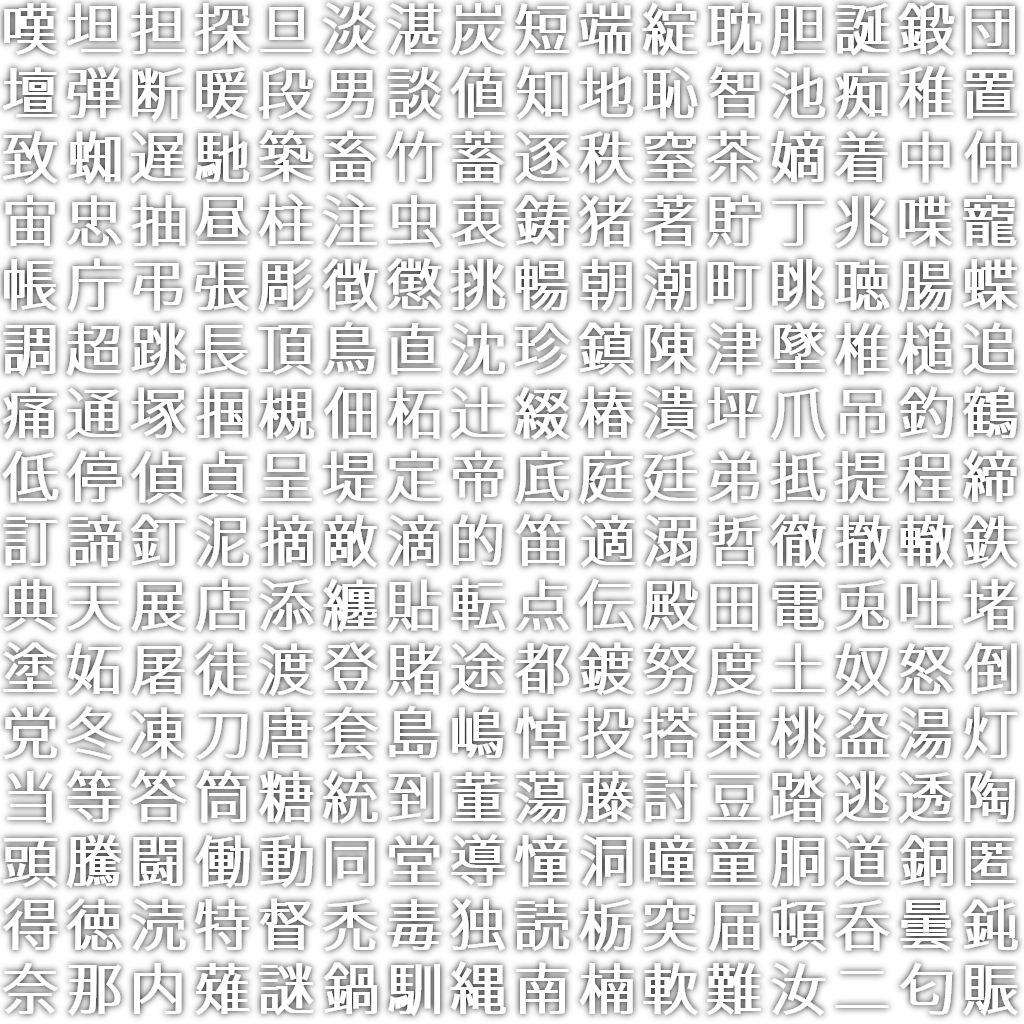 嘆坦担探旦淡湛炭短端綻耽胆誕鍛団
壇弾断暖段男談値知地恥智池痴稚置
致蜘遅馳築畜竹蓄逐秩窒茶嫡着中仲
宙忠抽昼柱注虫衷鋳猪著貯丁兆喋寵
帳庁弔張彫徴懲挑暢朝潮町眺聴腸蝶
調超跳長頂鳥直沈珍鎮陳津墜椎槌追
痛通塚掴槻佃柘辻綴椿潰坪爪吊釣鶴
低停偵貞呈堤定帝底庭廷弟抵提程締
訂諦釘泥摘敵滴的笛適溺哲徹撤轍鉄
典天展店添纏貼転点伝殿田電兎吐堵
塗妬屠徒渡登賭途都鍍努度土奴怒倒
党冬凍刀唐套島嶋悼投搭東桃盗湯灯
当等答筒糖統到董蕩藤討豆踏逃透陶
頭騰闘働動同堂導憧洞瞳童胴道銅匿
得徳涜特督禿毒独読栃突届頓呑曇鈍
奈那内薙謎鍋馴縄南楠軟難汝二匂賑